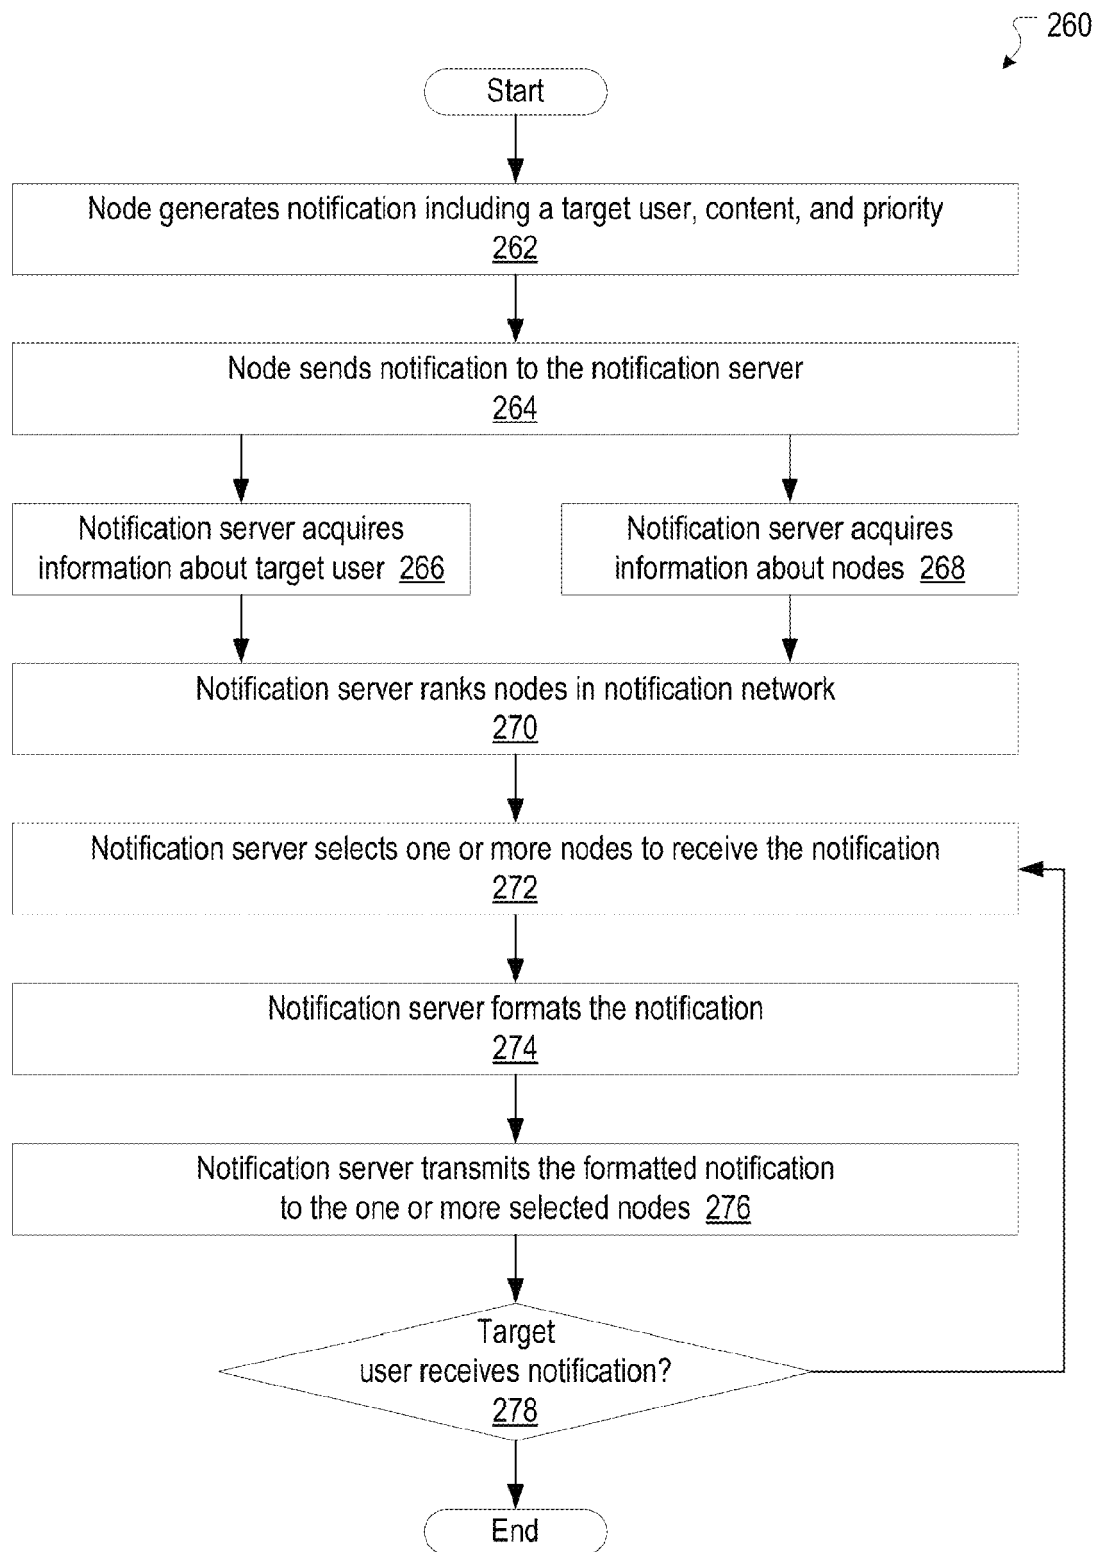 260
Start
Node generates notification including a target user, content, and priority
262
Node sends notification to the notification server
264
Notification server acquires
information about target user 266
Notification server acquires
information about nodes 268
Notification server ranks nodes in notification network
270
Notification server selects one or more nodes to receive the notification
272
Notification server formats the notification
274
Notification server transmits the formatted notification
to the one or more selected nodes 276
Target
user receives notification?
278
End